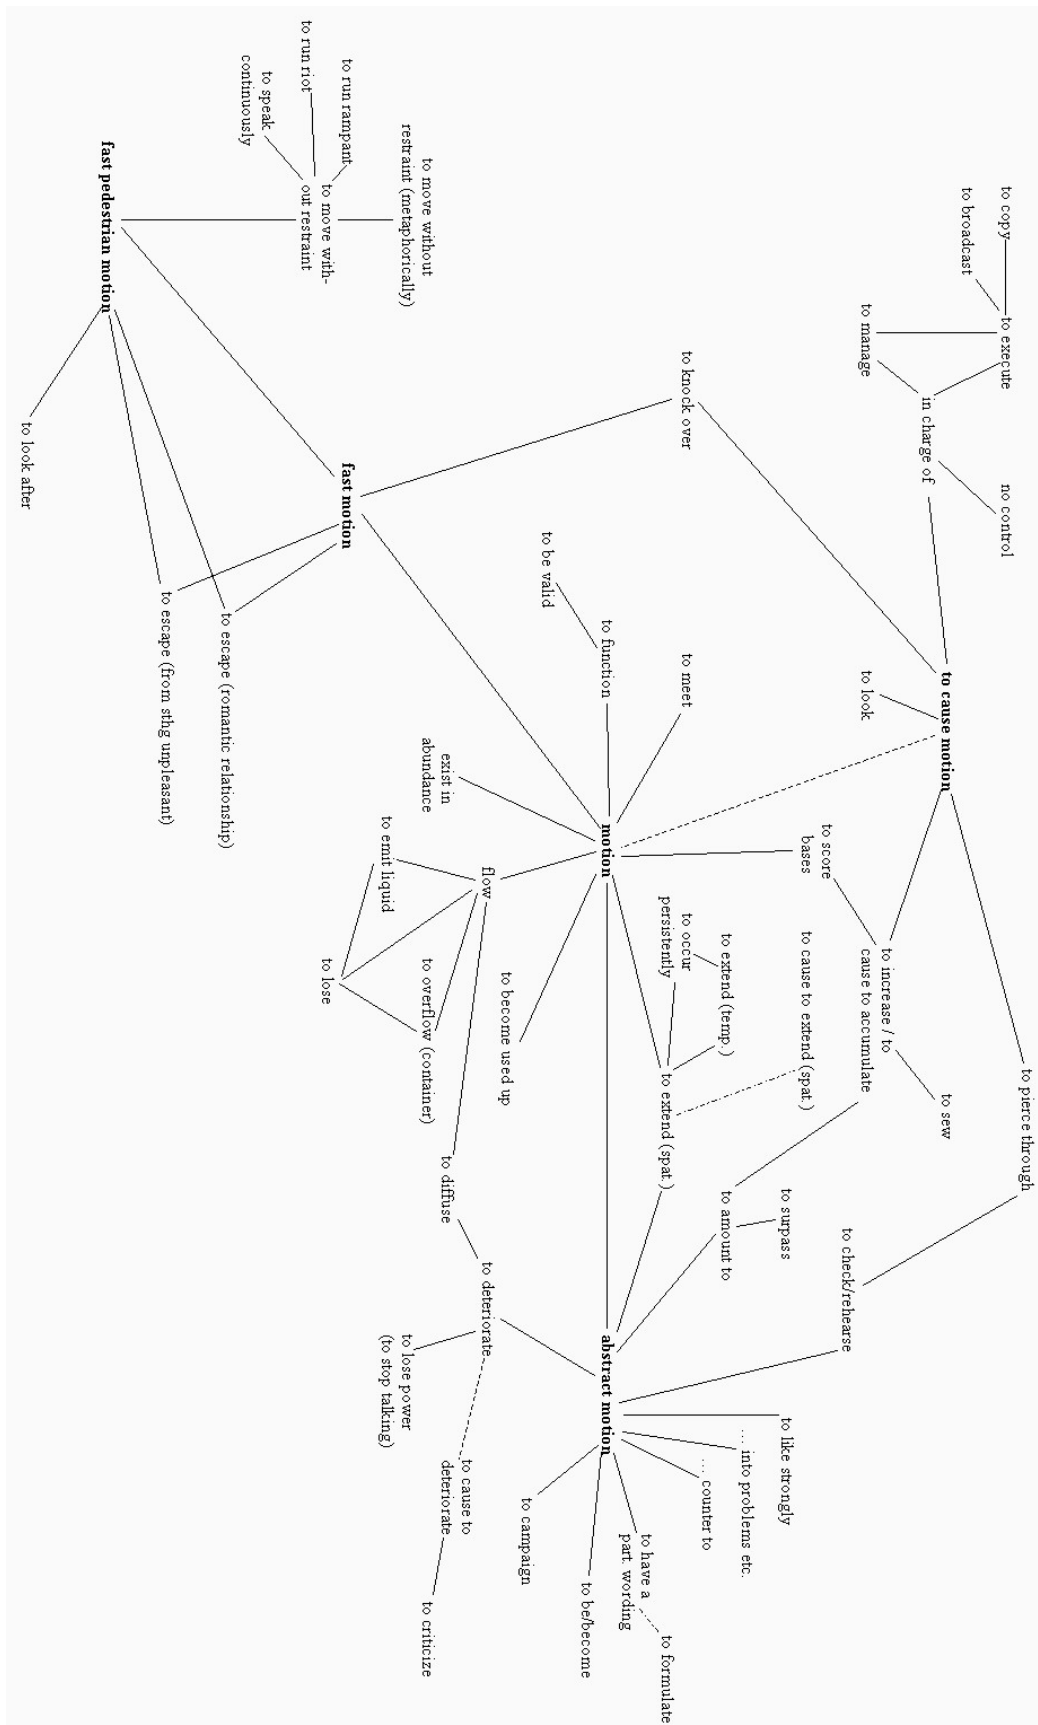 to pierce through
to copy
to execute
no control
to broadcast
to cause motion
to sew
in charge of
to increase / to
cause to accumulate
to manage
to look
to check/rehearse
to score
bases
to cause to extend (spat.)
to surpass
to like strongly
... into problems etc.
to extend (temp.)
to amount to
... counter to
to knock over
to meet
to occur
persistently
to extend (spat.)
to formulate
to have a
part. wording
to function
motion
abstract motion
to be/become
to be valid
to campaign
to become used up
flow
to deteriorate
to cause to
deteriorate
exist in
abundance
to diffuse
to move without
restraint (metaphorically)
to overflow (container)
to criticize
to lose power
(to stop talking)
to emit liquid
to run rampant
fast motion
to lose
to move with-
out restraint
to run riot
to speak
continuously
to escape (romantic relationship)
to escape (from sthg unpleasant)
fast pedestrian motion
to look after